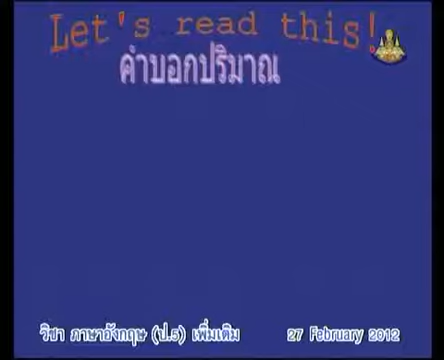 Let's read this!
คำบอกปริมาณ
วิชา ภาษาอังกฤษ (ป.5) เพิ่มเติม
27 February 2012